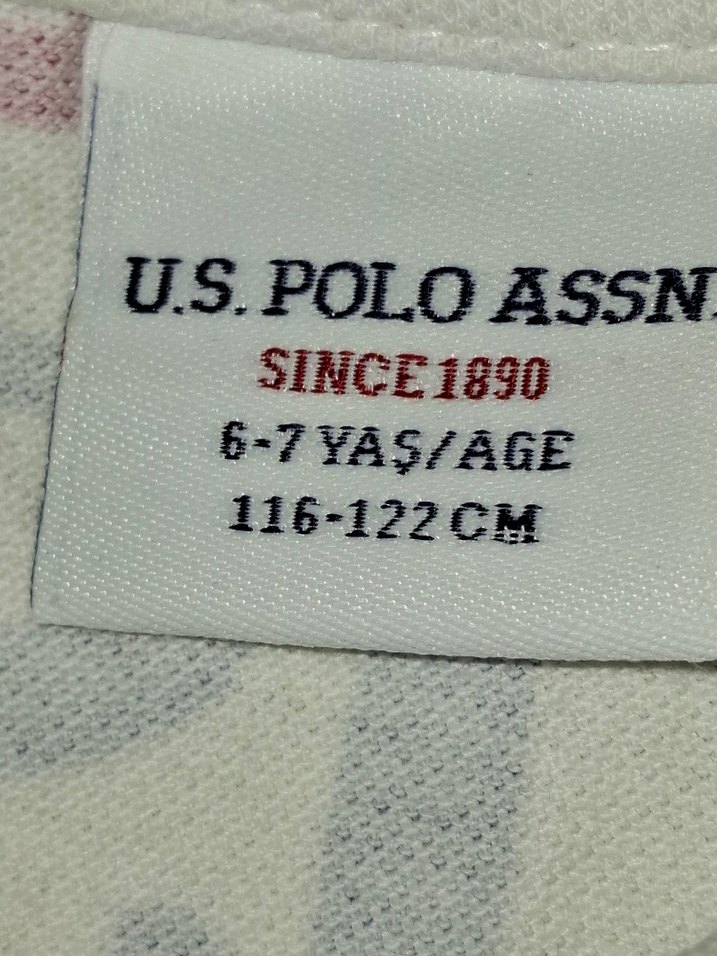 U.S. POLO ASSN.
SINCE 1890
6-7 YAŞ/AGE
116-122 CM